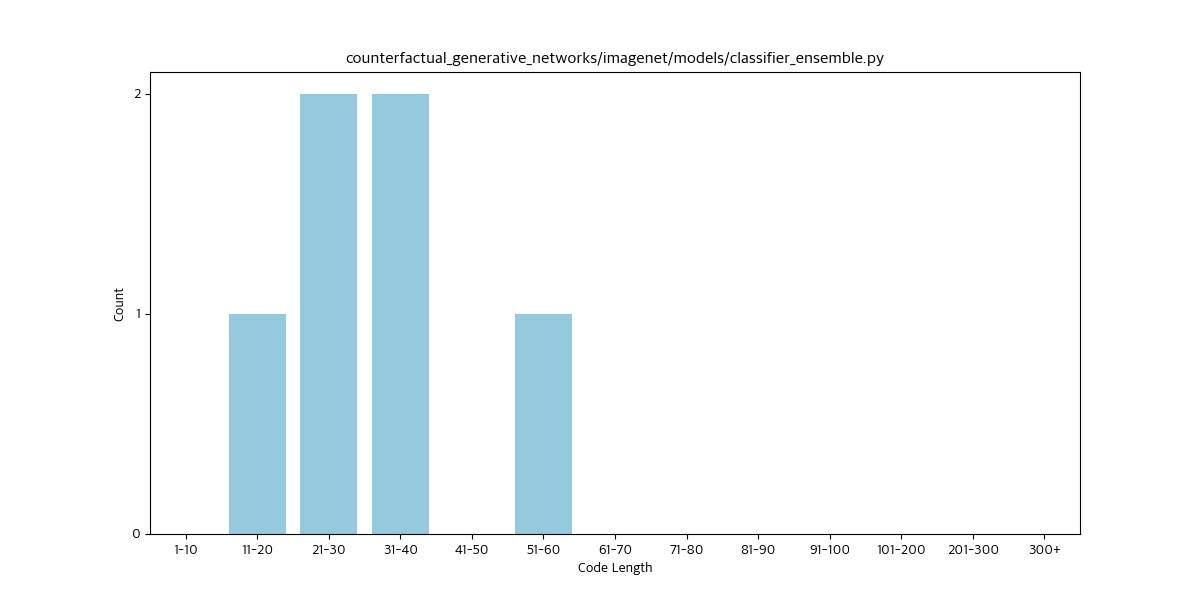 counterfactual_generative_networks/imagenet/models/classifier_ensemble.py
2
1
0
Count
1-10 11-20 21-30 31-40 41-50 51-60 61-70 71-80 81-90 91-100 101-200 201-300 300+
Code Length